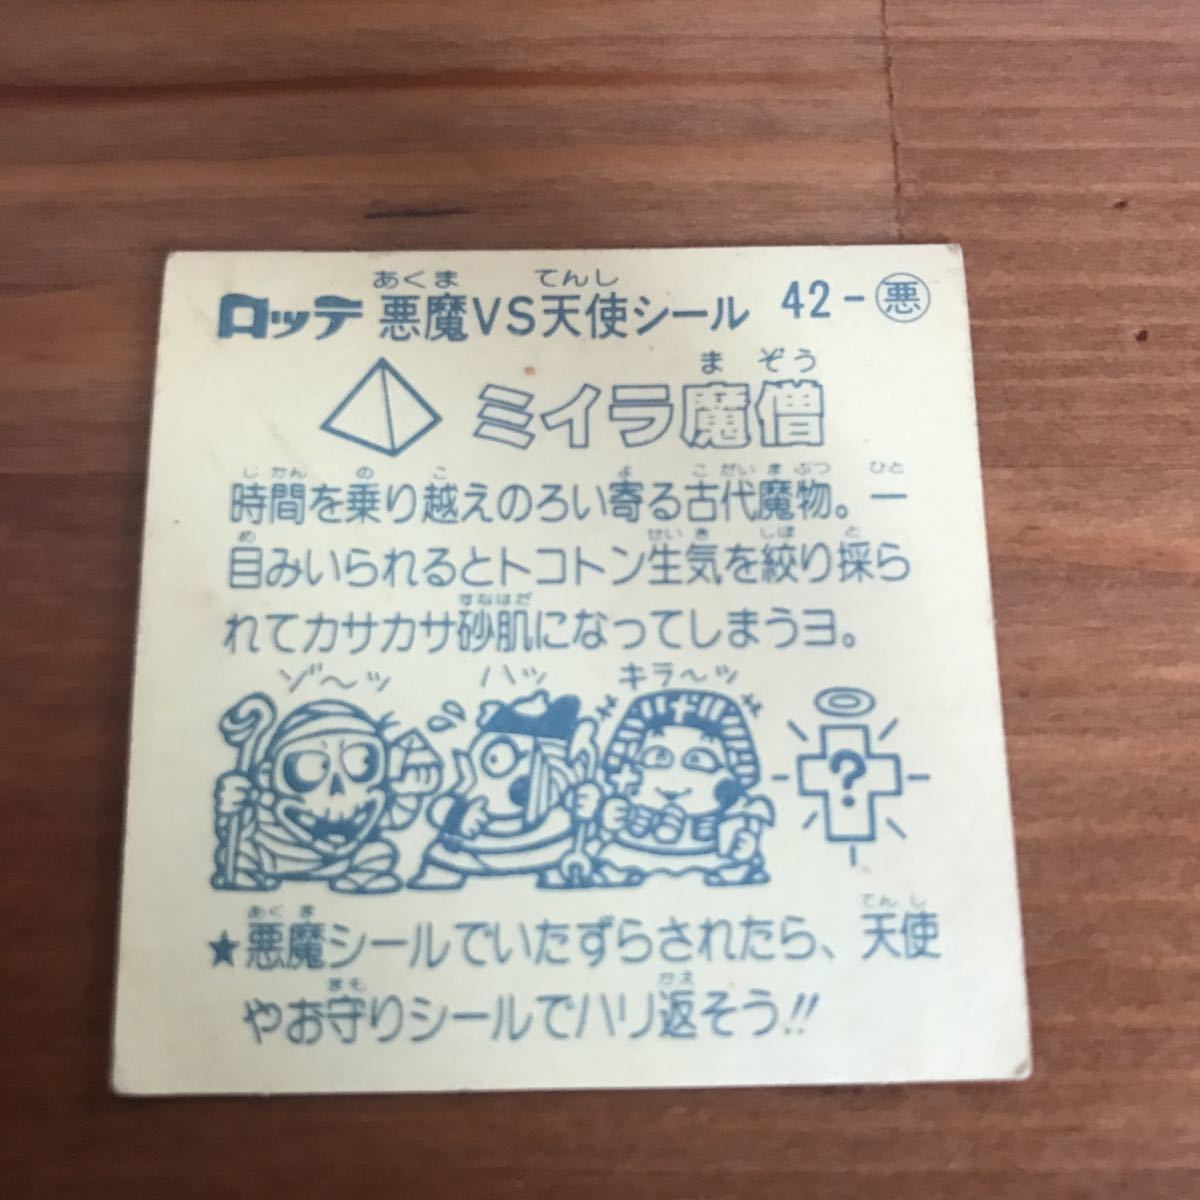 あくま てんし
ロッテ 悪魔VS天使シール 42-悪
まぞう
ミイラ魔僧
じかん の こ よ こだいまぶつ ひと
時間を乗り越えのろい寄る古代魔物。一
め せいき しぼ と
目みいられるとトコトン生気を絞り採ら
すなはだ
れてカサカサ砂肌になってしまうヨ。
ゾ〜ッ ハッ キラ〜ッ
?
あくま てんし
★悪魔シールでいたずらされたら、天使
まも かえ
やお守りシールでハリ返そう!!